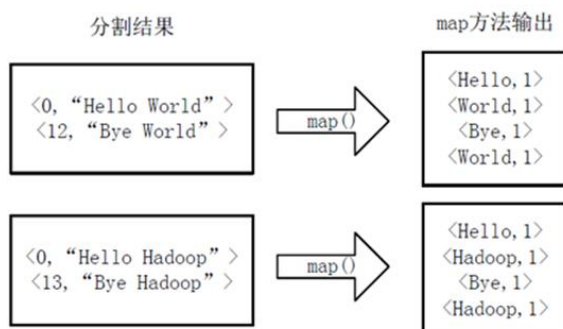 分割结果
map方法输出
<0, “Hello World” >
<12, “Bye World” >
map()
<Hello, 1>
<World, 1>
<Bye, 1>
<World, 1>
<0, “Hello Hadoop” >
<13, “Bye Hadoop” >
map()
<Hello, 1>
<Hadoop, 1>
<Bye, 1>
<Hadoop, 1>